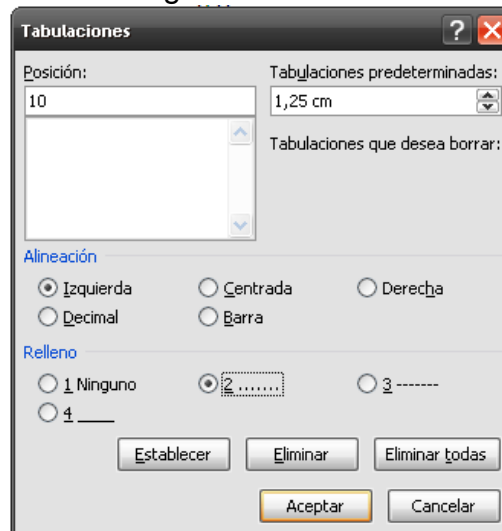 Tabulaciones
Posición:
Tabulaciones predeterminadas:
10
1,25 cm
Tabulaciones que desea borrar:
Alineación
Izquierda
Centrada
Derecha
Decimal
Barra
Relleno
1 Ninguno
2 .......
3 -------
4 ____
Establecer
Eliminar
Eliminar todas
Aceptar
Cancelar